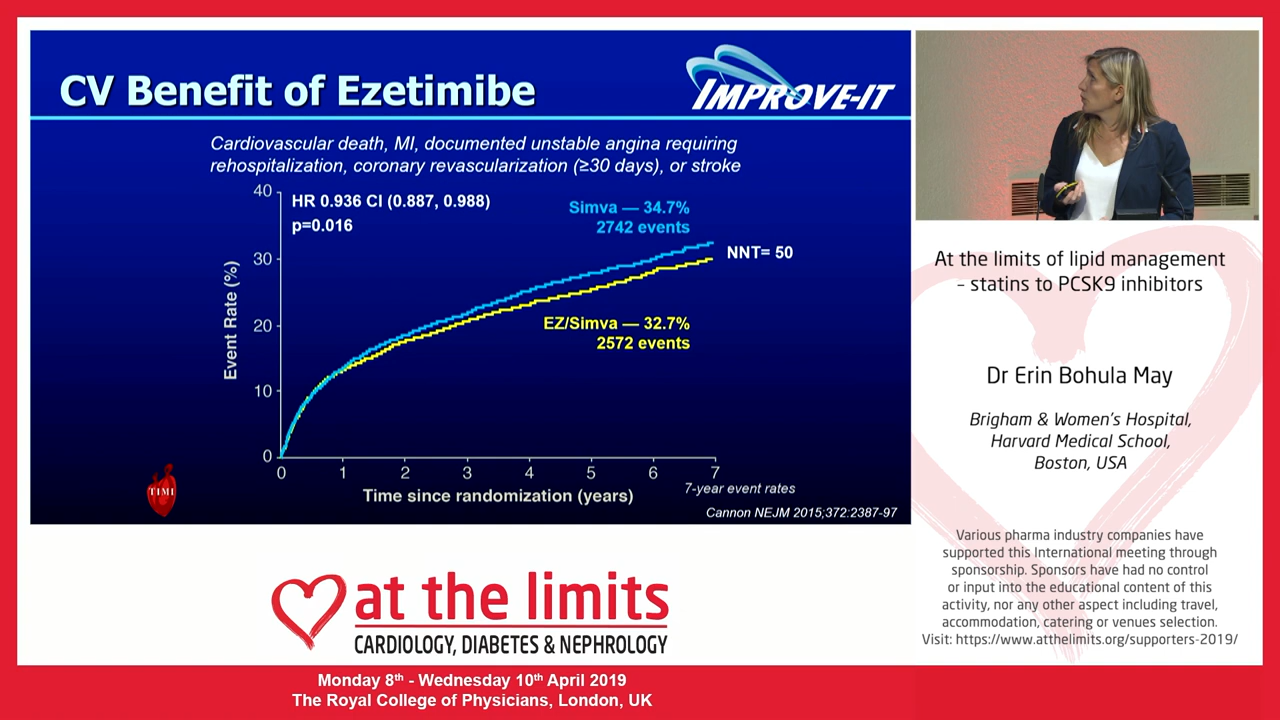 CV Benefit of Ezetimibe
IMPROVE-IT
Cardiovascular death, MI, documented unstable angina requiring
rehospitalization, coronary revascularization (≥30 days), or stroke
HR 0.936 CI (0.887, 0.988)
p=0.016
Simva — 34.7%
2742 events
NNT= 50
EZ/Simva — 32.7%
2572 events
Event Rate (%)
40
30
20
10
0
0 1 2 3 4 5 6 7
Time since randomization (years)
7-year event rates
TIMI
Cannon NEJM 2015;372:2387-97
At the limits of lipid management
– statins to PCSK9 inhibitors
Dr Erin Bohula May
Brigham & Women's Hospital,
Harvard Medical School,
Boston, USA
Various pharma industry companies have
supported this International meeting through
sponsorship. Sponsors have had no control
or input into the educational content of this
activity, nor any other aspect including travel,
accommodation, catering or venues selection.
Visit: https://www.atthelimits.org/supporters-2019/
at the limits
CARDIOLOGY, DIABETES & NEPHROLOGY
Monday 8th - Wednesday 10th April 2019
The Royal College of Physicians, London, UK